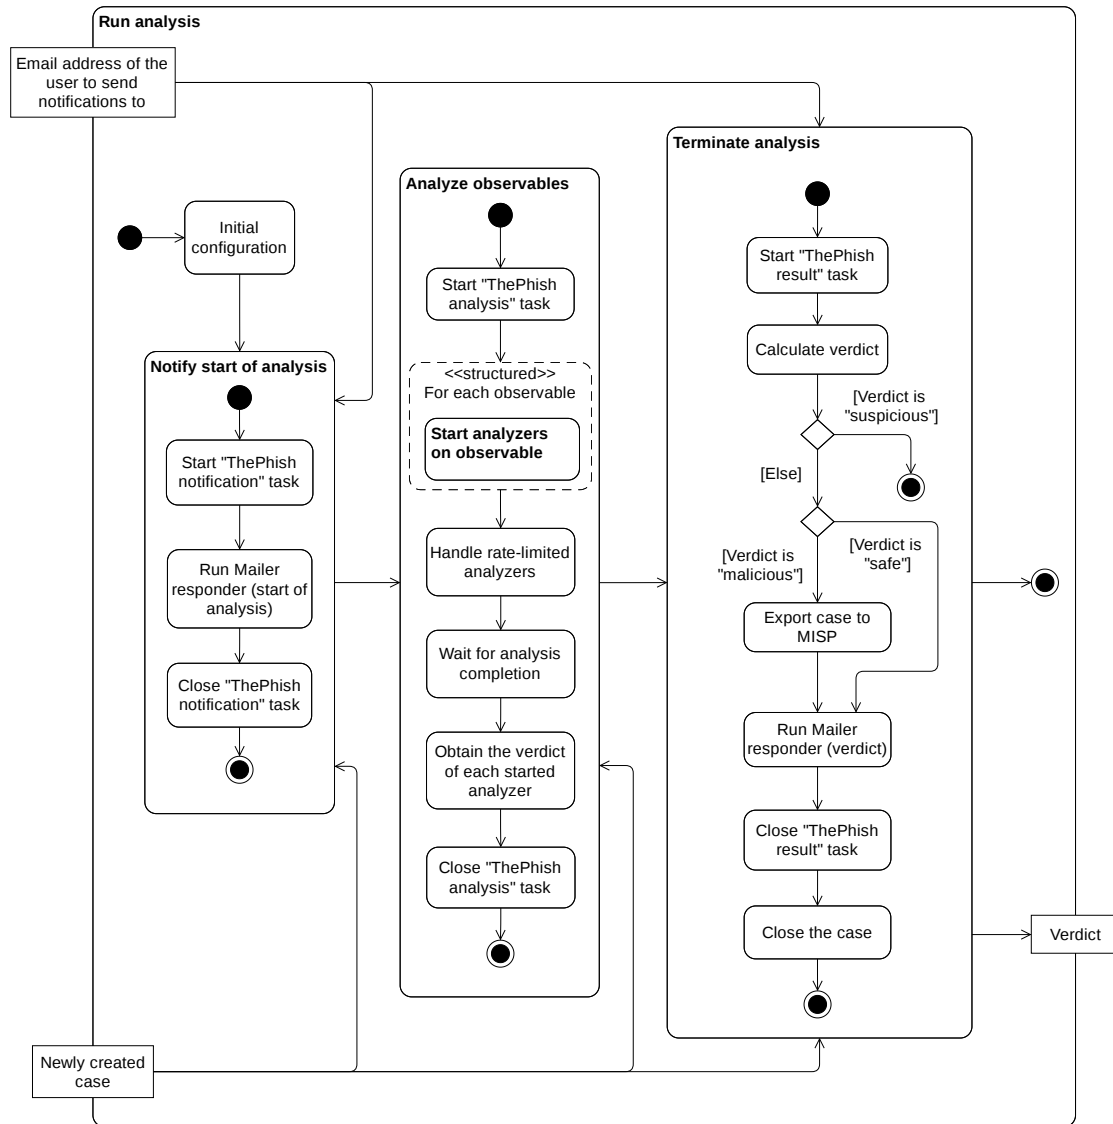 Run analysis
Email address of the
user to send
notifications to
Initial
configuration
Notify start of analysis
Start "ThePhish
notification" task
Run Mailer
responder (start of
analysis)
Close "ThePhish
notification" task
Analyze observables
Start "ThePhish
analysis" task
<<structured>>
For each observable
Start analyzers
on observable
Handle rate-limited
analyzers
Wait for analysis
completion
Obtain the verdict
of each started
analyzer
Close "ThePhish
analysis" task
Terminate analysis
Start "ThePhish
result" task
Calculate verdict
[Verdict is
"suspicious"]
[Else]
[Verdict is
"malicious"]
[Verdict is
"safe"]
Export case to
MISP
Run Mailer
responder (verdict)
Close "ThePhish
result" task
Close the case
Verdict
Newly created
case